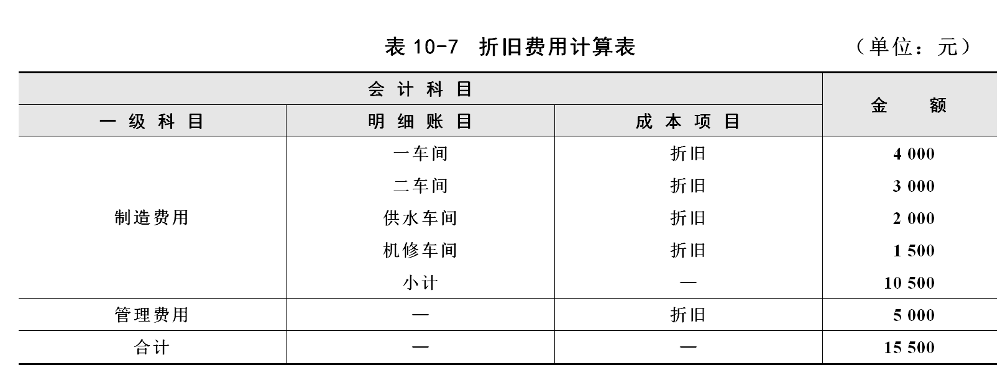 表 10-7 折旧费用计算表 （单位：元）
会计科目 金额
一级科目 明细账目 成本项目
一车间 折旧 4 000
二车间 折旧 3 000
制造费用 供水车间 折旧 2 000
机修车间 折旧 1 500
小计 — 10 500
管理费用 — 折旧 5 000
合计 — — 15 500